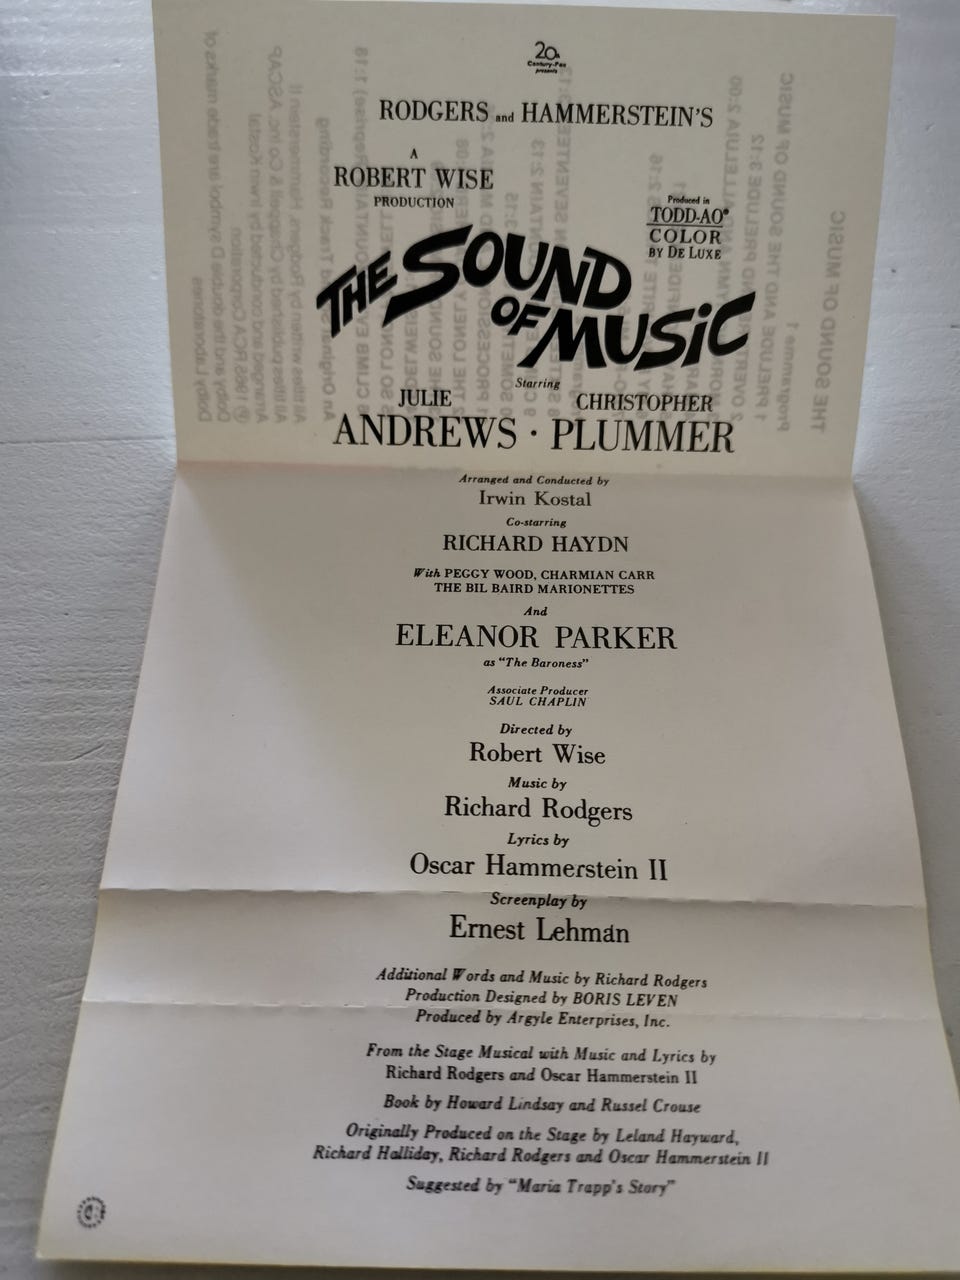 20th
Century-Fox
presents
RODGERS and HAMMERSTEIN'S
A
ROBERT WISE
PRODUCTION
Produced in
TODD-AO®
COLOR
BY DE LUXE
THE SOUND
OF MUSIC
Starring
JULIE CHRISTOPHER
ANDREWS · PLUMMER
Arranged and Conducted by
Irwin Kostal
Co-starring
RICHARD HAYDN
With PEGGY WOOD, CHARMIAN CARR
THE BIL BAIRD MARIONETTES
And
ELEANOR PARKER
as "The Baroness"
Associate Producer
SAUL CHAPLIN
Directed by
Robert Wise
Music by
Richard Rodgers
Lyrics by
Oscar Hammerstein II
Screenplay by
Ernest Lehman
Additional Words and Music by Richard Rodgers
Production Designed by BORIS LEVEN
Produced by Argyle Enterprises, Inc.
From the Stage Musical with Music and Lyrics by
Richard Rodgers and Oscar Hammerstein II
Book by Howard Lindsay and Russel Crouse
Originally Produced on the Stage by Leland Hayward,
Richard Halliday, Richard Rodgers and Oscar Hammerstein II
Suggested by "Maria Trapp's Story"